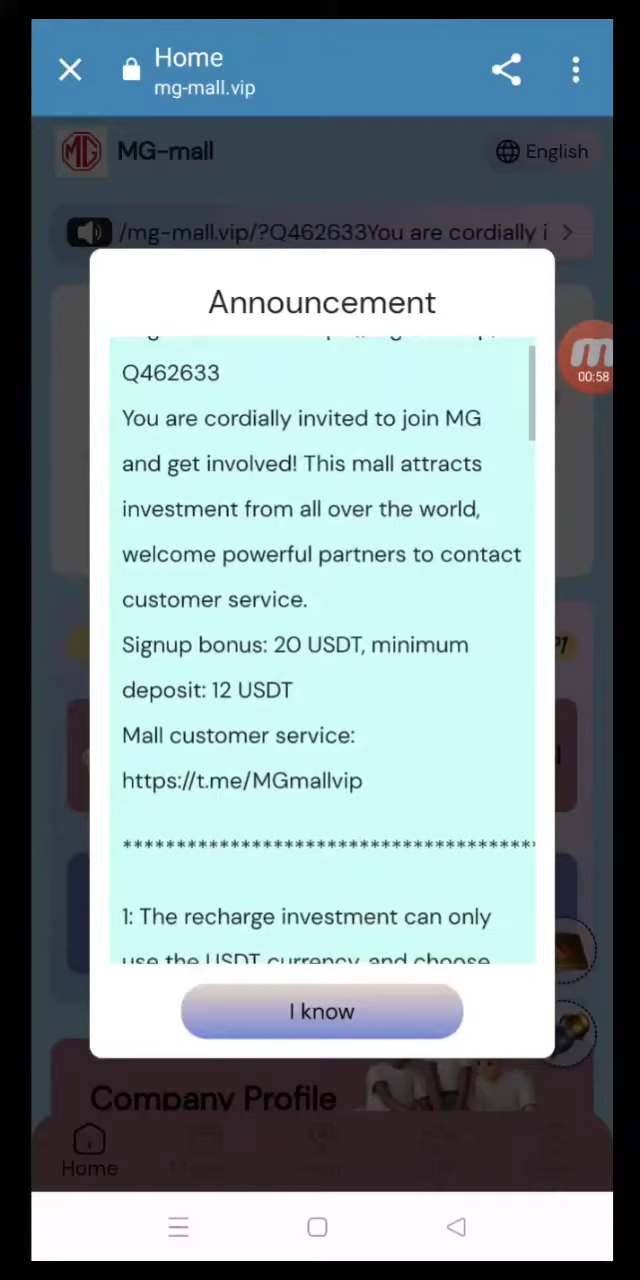 Home
mg-mall.vip
MG MG-mall English
/mg-mall.vip/?Q462633You are cordially i
Announcement
Q462633
You are cordially invited to join MG
and get involved! This mall attracts
investment from all over the world,
welcome powerful partners to contact
customer service.
Signup bonus: 20 USDT, minimum
deposit: 12 USDT
Mall customer service:
https://t.me/MGmallvip
****************************************
1: The recharge investment can only
use the USDT currency, and choose
00:58
I know
Company Profile
Home